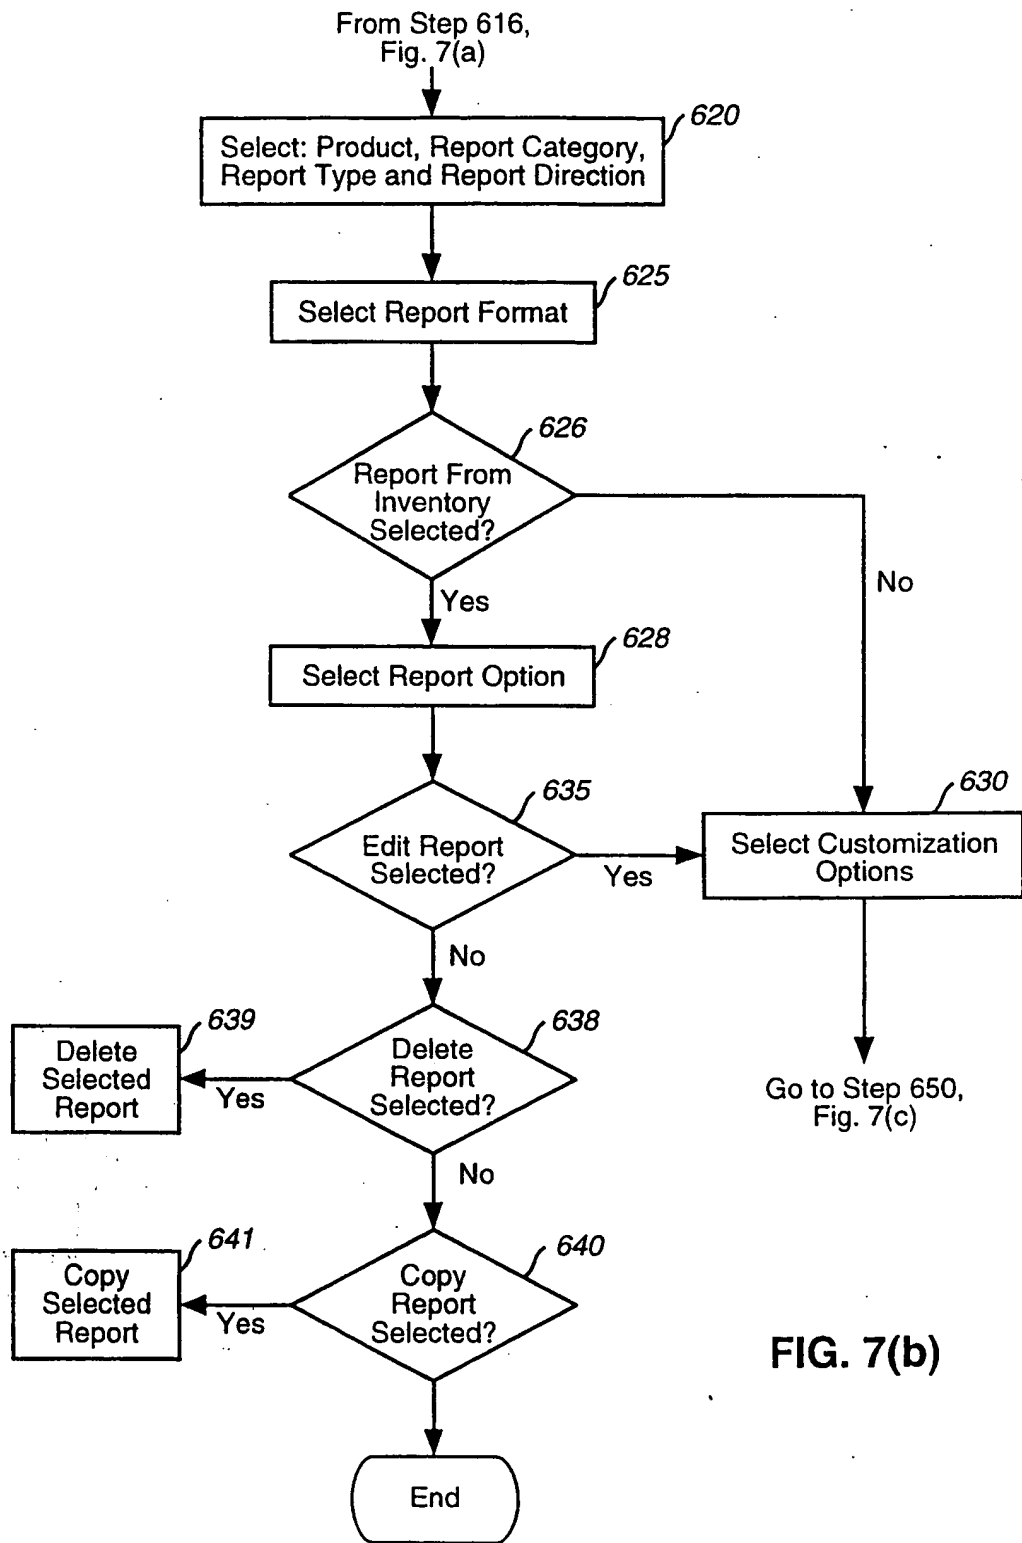 From Step 616,
Fig. 7(a)
620
Select: Product, Report Category,
Report Type and Report Direction
625
Select Report Format
626
Report From
Inventory
Selected?
No
Yes
628
Select Report Option
635
Edit Report
Selected?
Yes
630
Select Customization
Options
No
639
Delete
Selected
Report
Yes
638
Delete
Report
Selected?
Go to Step 650,
Fig. 7(c)
No
641
Copy
Selected
Report
Yes
640
Copy
Report
Selected?
FIG. 7(b)
End